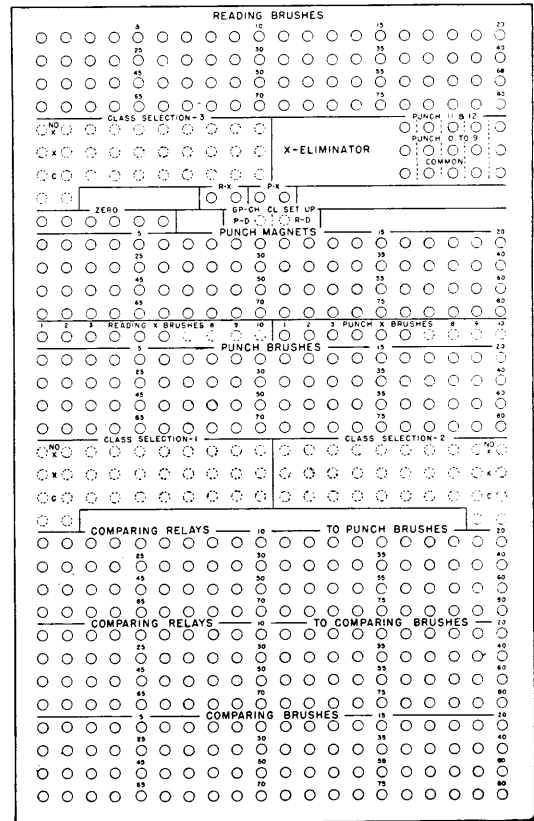 READING BRUSHES
5 10 15 20
25 30 35 40
45 50 55 60
65 70 75 80
CLASS SELECTION-3 PUNCH 11 & 12
NO X
PUNCH 0 TO 9
X X-ELIMINATOR
COMMON
C
R-X P-X
ZERO GP-CH CL SET UP
P-D R-D
5 PUNCH MAGNETS 15 20
25 30 35 40
45 50 55 60
65 70 75 80
1 2 3 READING X BRUSHES 8 9 10 1 2 3 PUNCH X BRUSHES 8 9 10
5 PUNCH BRUSHES 15 20
25 30 35 40
45 50 55 60
65 70 75 80
NO X CLASS SELECTION-1 CLASS SELECTION-2 NO X
X X
C C
COMPARING RELAYS 10 TO PUNCH BRUSHES 20
25 30 35 40
45 50 55 60
65 70 75 80
COMPARING RELAYS 10 TO COMPARING BRUSHES 20
25 30 35 40
45 50 55 60
65 70 75 80
5 COMPARING BRUSHES 15 20
25 30 35 40
45 50 56 60
65 70 75 80